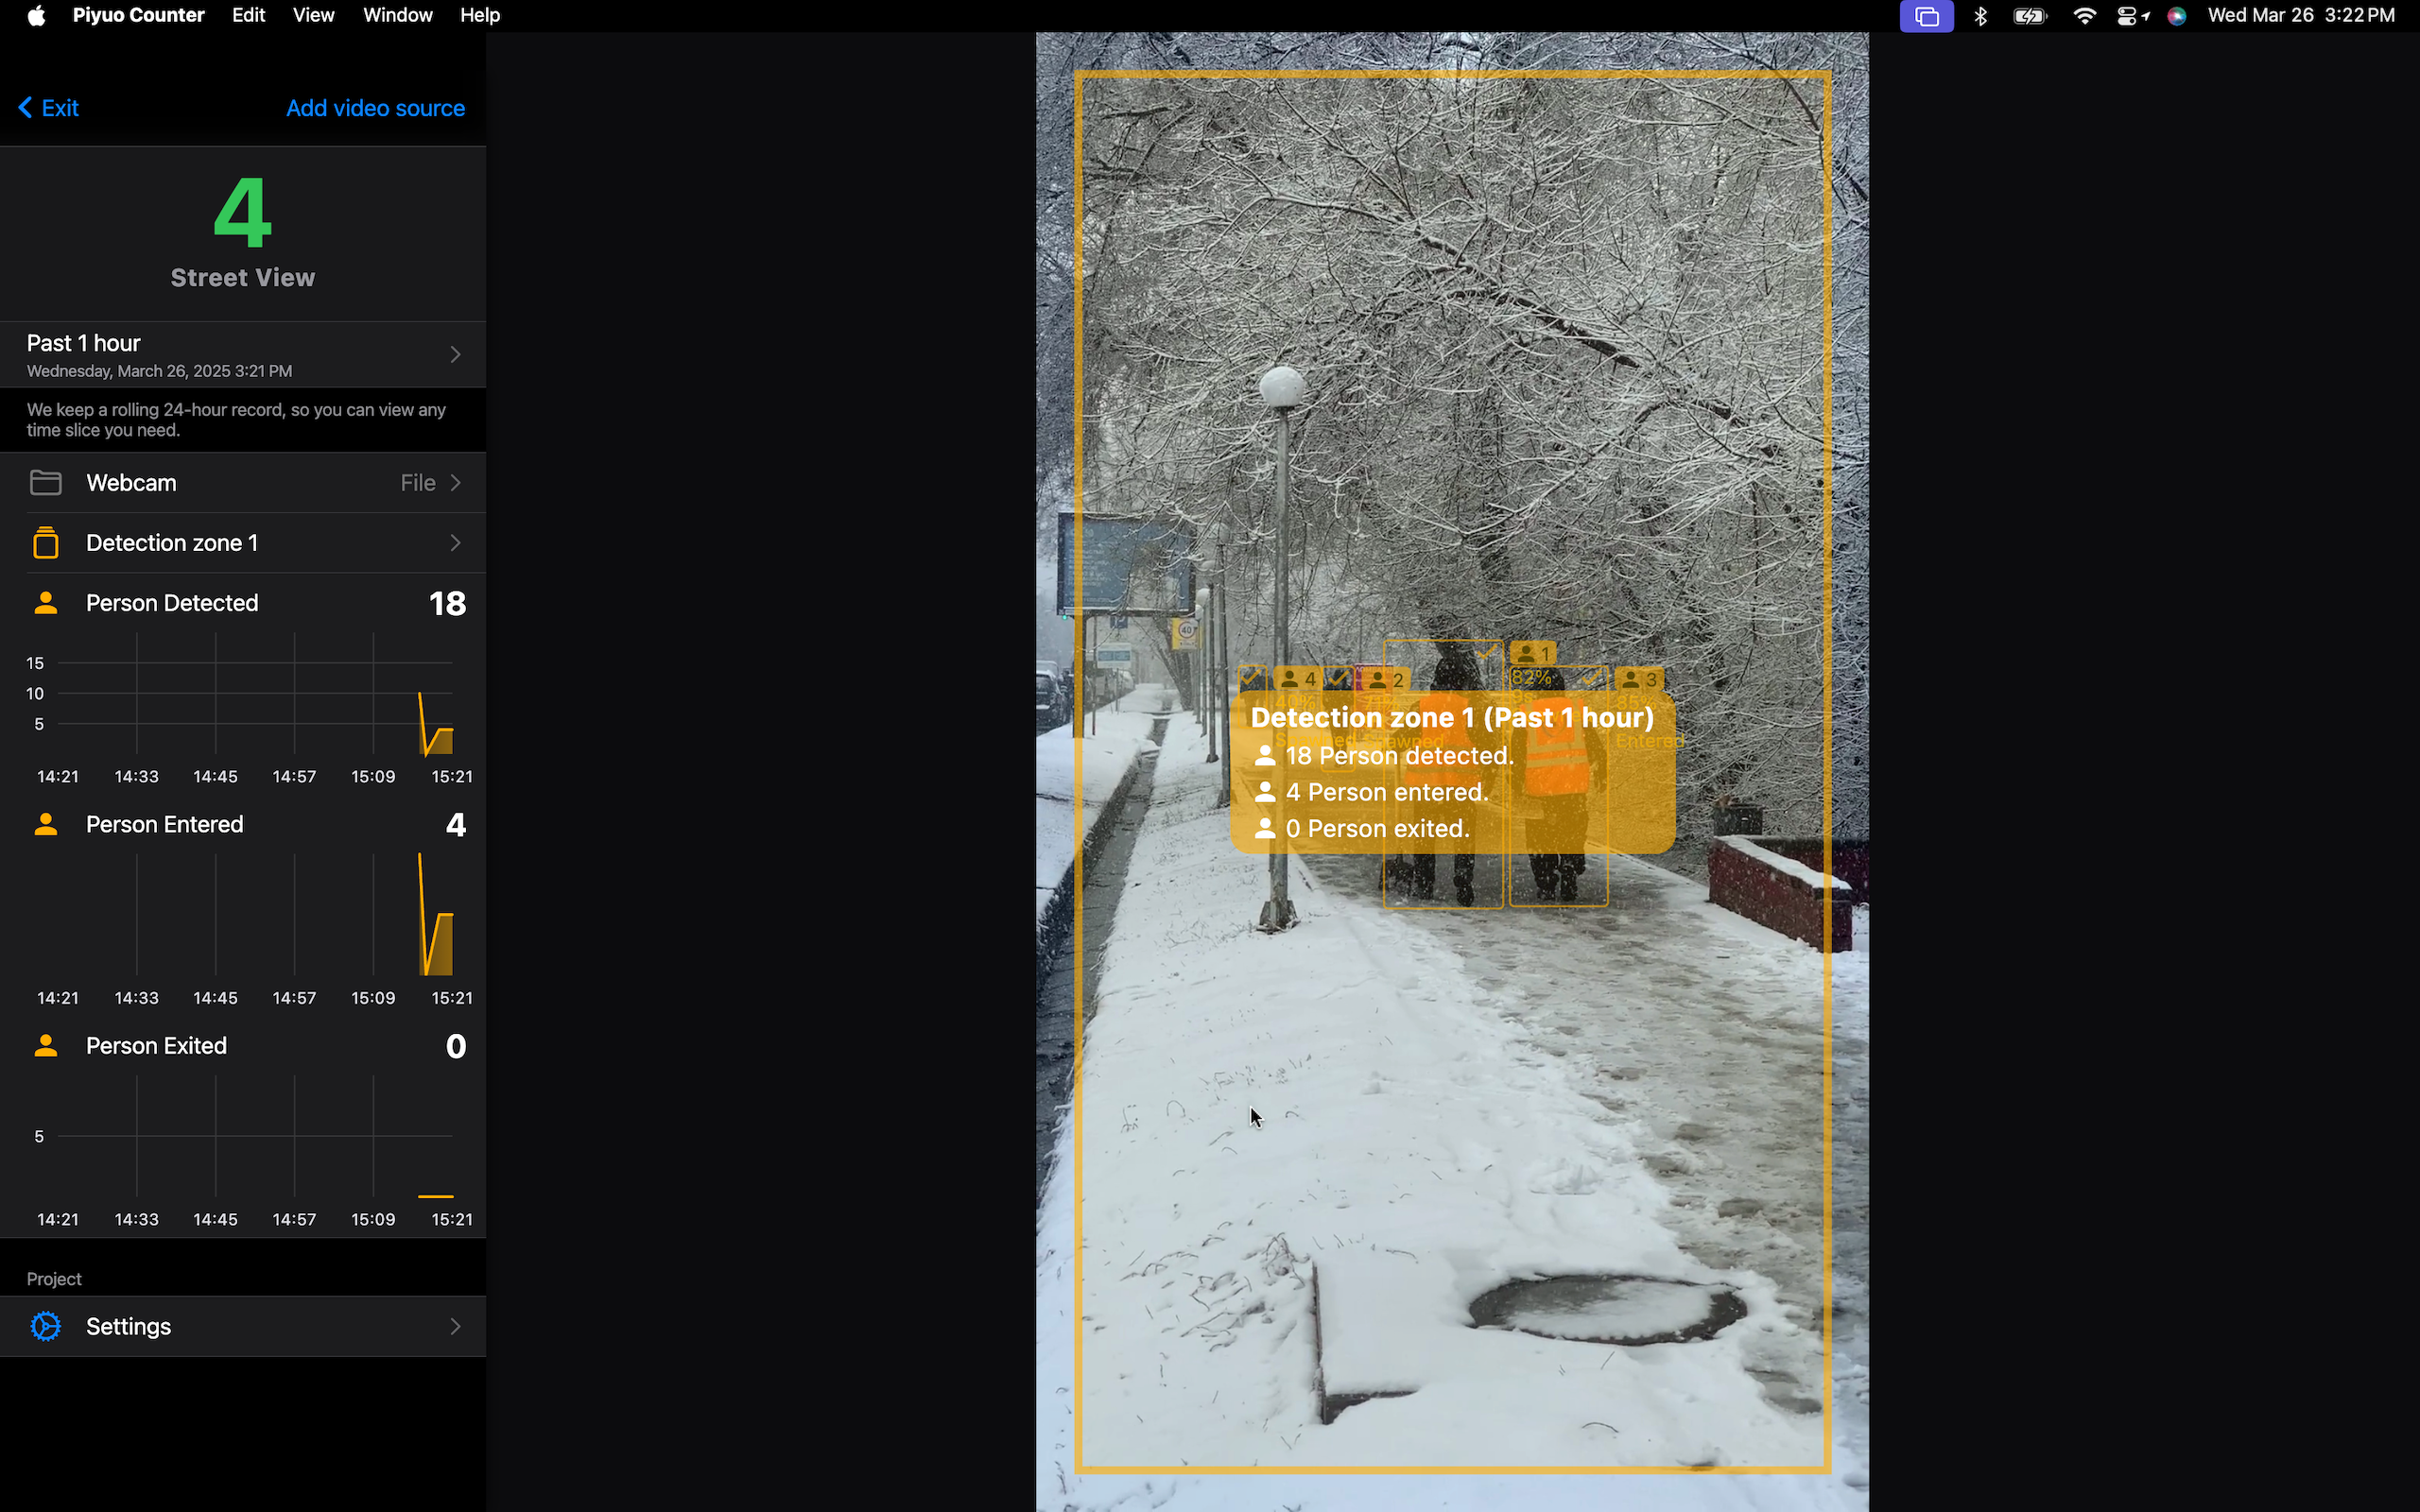 Piyuo Counter Edit View Window Help
Wed Mar 26 3:22 PM
Exit Add video source
4
Street View
Past 1 hour
Wednesday, March 26, 2025 3:21 PM
We keep a rolling 24-hour record, so you can view any
time slice you need.
Webcam File
Detection zone 1
Person Detected 18
15
10
5
14:21 14:33 14:45 14:57 15:09 15:21
Person Entered 4
14:21 14:33 14:45 14:57 15:09 15:21
Person Exited 0
5
14:21 14:33 14:45 14:57 15:09 15:21
Project
Settings
40
1
4 2 82% 3
Detection zone 1 (Past 1 hour)
Entered
18 Person detected.
4 Person entered.
0 Person exited.